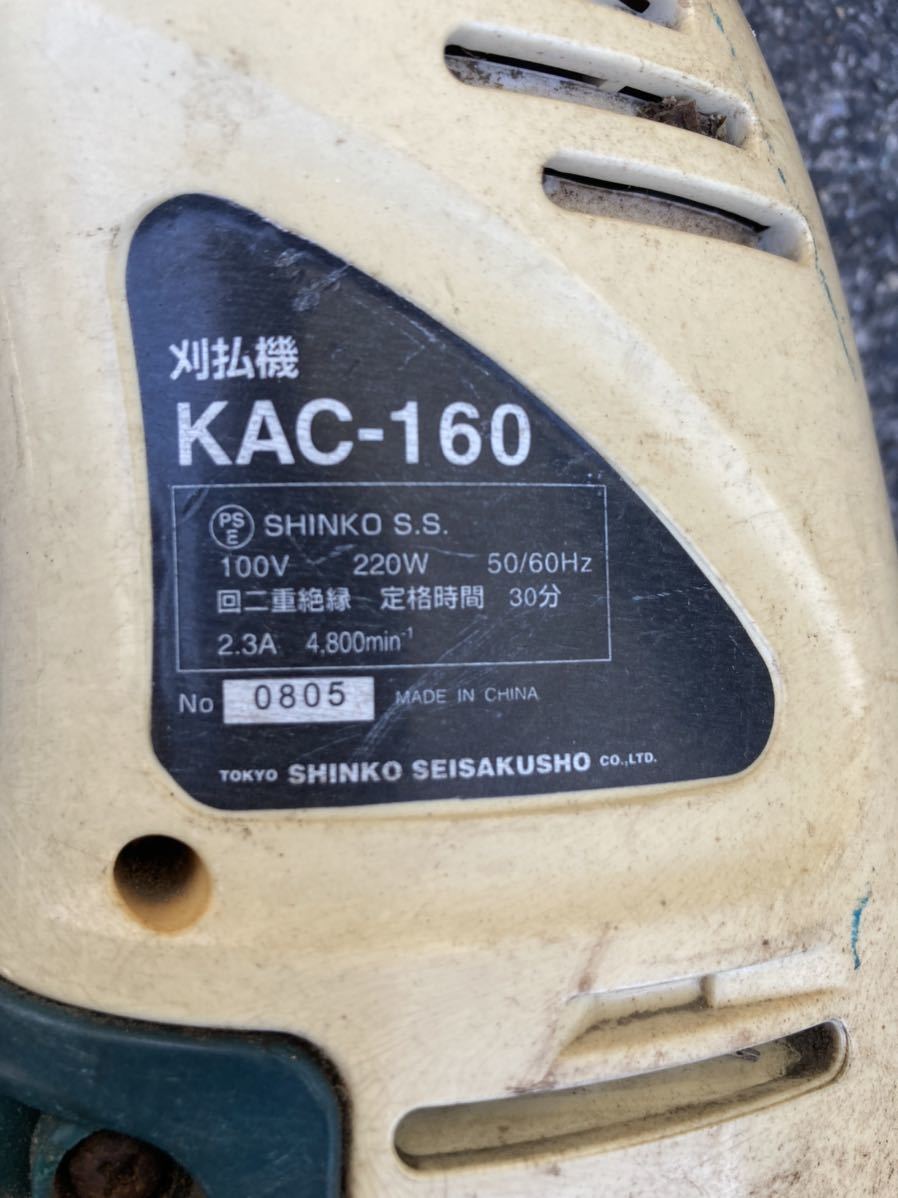 刈払機
KAC-160
PS E SHINKO S.S.
100V 220W 50/60Hz
回二重絶縁 定格時間 30分
2.3A 4,800min⁻¹
No 0805 MADE IN CHINA
TOKYO SHINKO SEISAKUSHO CO.,LTD.